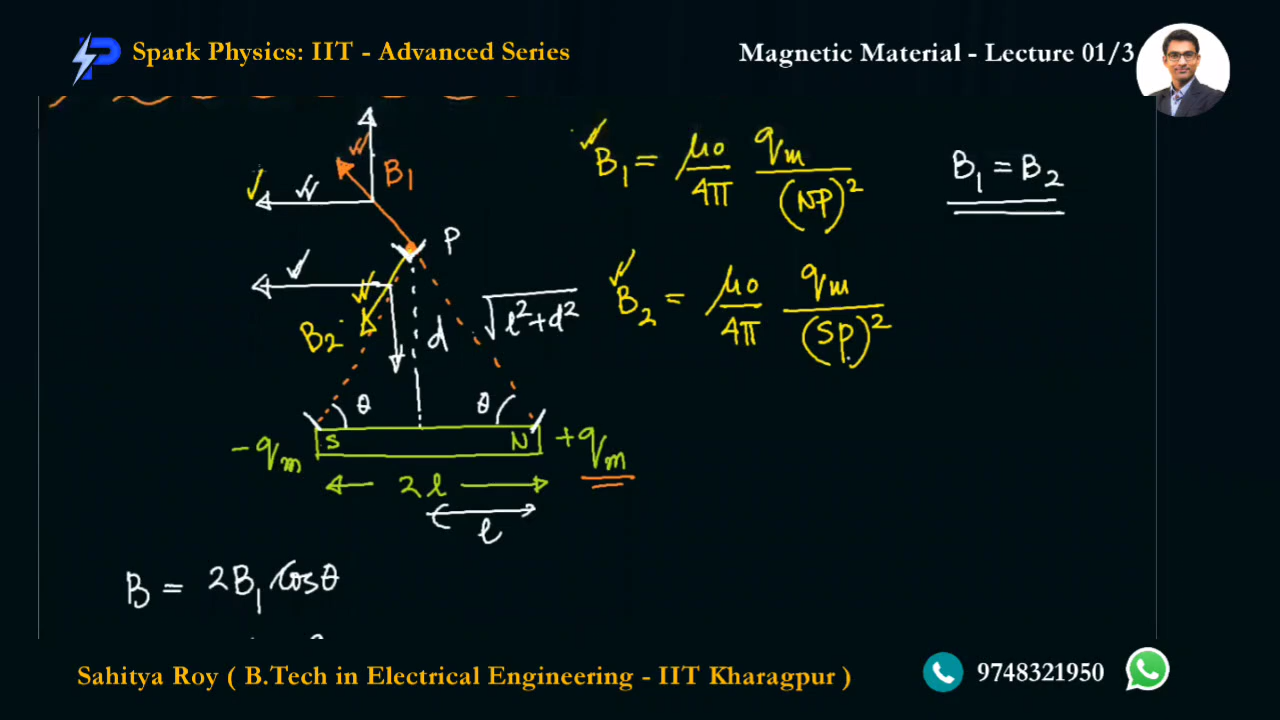 Spark Physics: IIT - Advanced Series
Magnetic Material - Lecture 01/3
B₁
P
B₂
d
√(l²+d²)
θ
θ
-qₘ
S
N
+qₘ
2l
l
B₁ = μ₀/4π qₘ/(NP)²
B₁ = B₂
B₂ = μ₀/4π qₘ/(SP)²
B = 2B₁ cosθ
Sahitya Roy ( B.Tech in Electrical Engineering - IIT Kharagpur )
9748321950